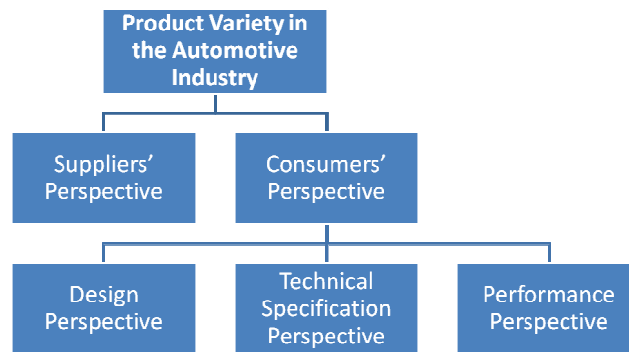 Product Variety in
the Automotive
Industry
Suppliers'
Perspective
Consumers'
Perspective
Design
Perspective
Technical
Specification
Perspective
Performance
Perspective